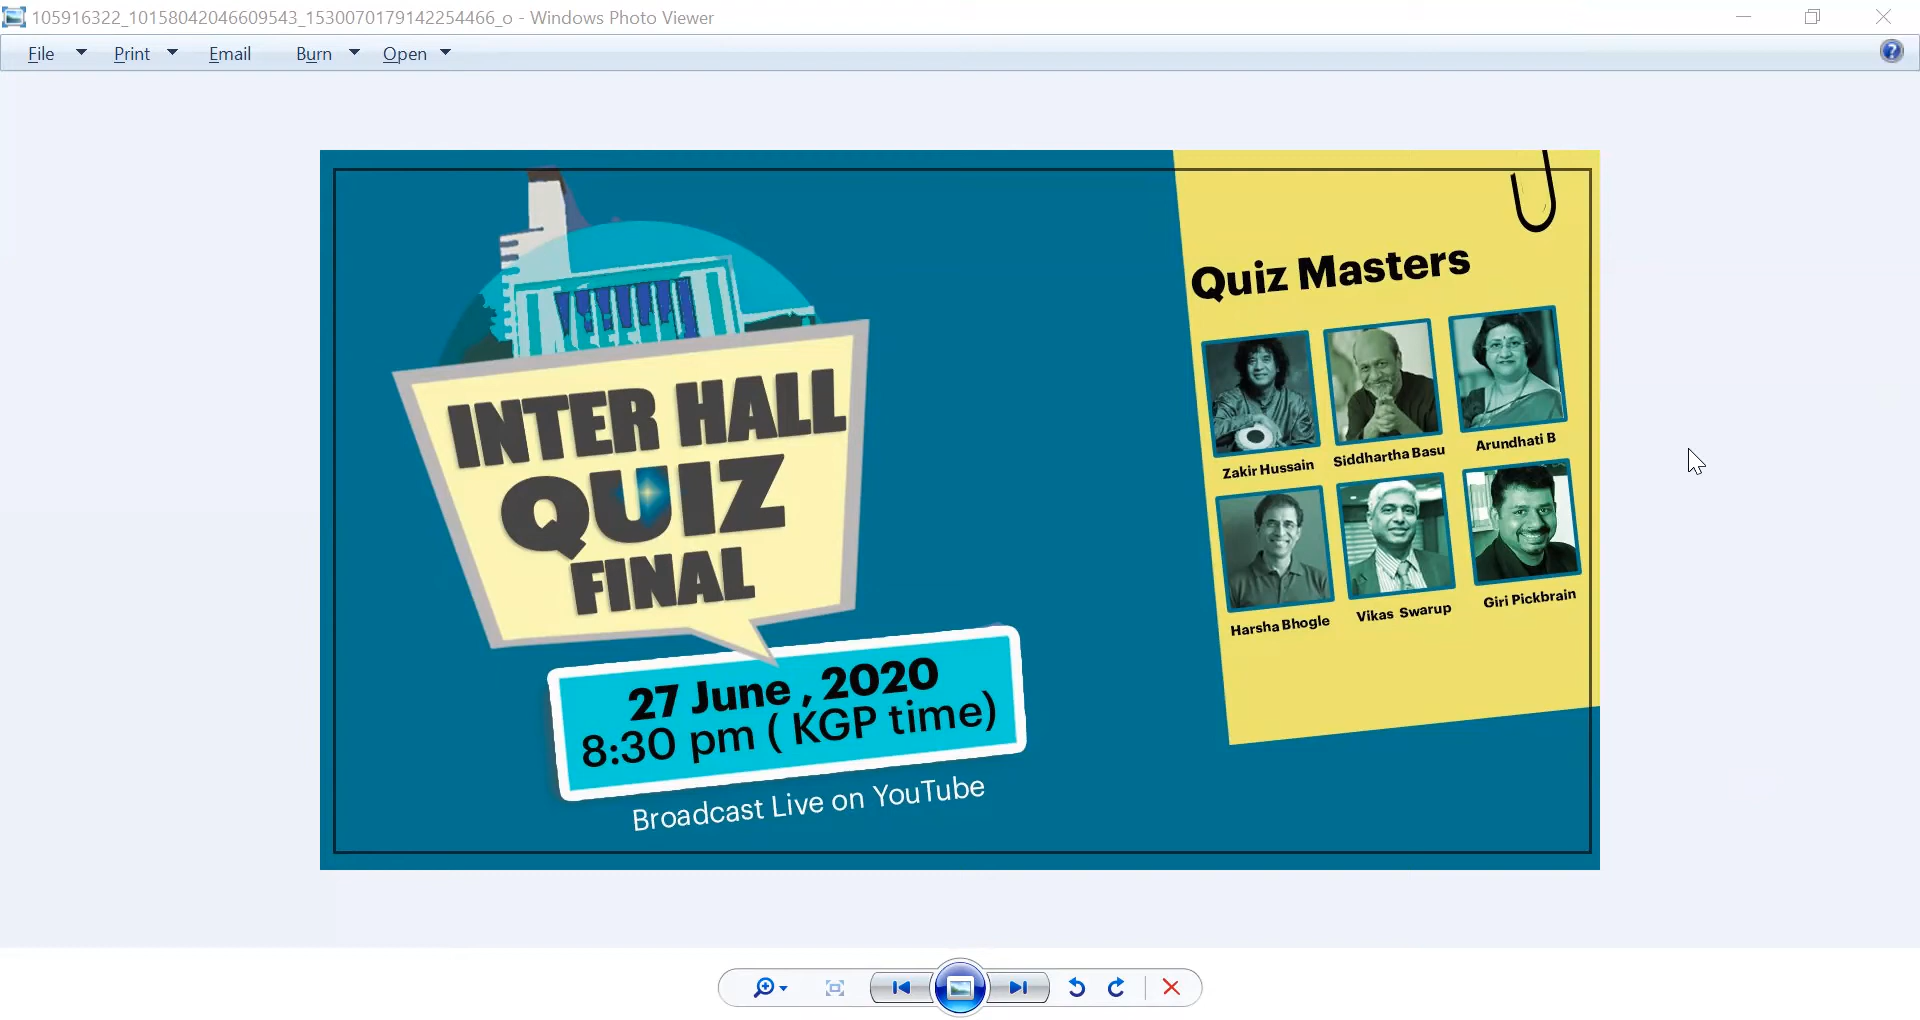 105916322_10158042046609543_1530070179142254466_o - Windows Photo Viewer
File Print Email Burn Open
INTER HALL
QUIZ
FINAL
27 June , 2020
8:30 pm ( KGP time)
Broadcast Live on YouTube
Quiz Masters
Zakir Hussain Siddhartha Basu Arundhati B
Harsha Bhogle Vikas Swarup Giri Pickbrain